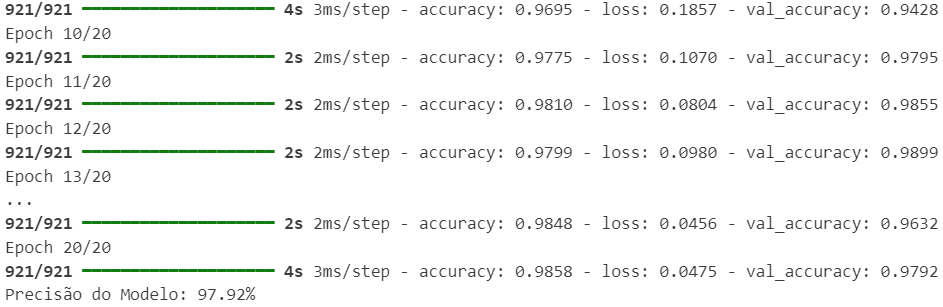 921/921 ━━━━━━━━━━━━━━━━━━━━ 4s 3ms/step - accuracy: 0.9695 - loss: 0.1857 - val_accuracy: 0.9428
Epoch 10/20
921/921 ━━━━━━━━━━━━━━━━━━━━ 2s 2ms/step - accuracy: 0.9775 - loss: 0.1070 - val_accuracy: 0.9795
Epoch 11/20
921/921 ━━━━━━━━━━━━━━━━━━━━ 2s 2ms/step - accuracy: 0.9810 - loss: 0.0804 - val_accuracy: 0.9855
Epoch 12/20
921/921 ━━━━━━━━━━━━━━━━━━━━ 2s 2ms/step - accuracy: 0.9799 - loss: 0.0980 - val_accuracy: 0.9899
Epoch 13/20
...
921/921 ━━━━━━━━━━━━━━━━━━━━ 2s 2ms/step - accuracy: 0.9848 - loss: 0.0456 - val_accuracy: 0.9632
Epoch 20/20
921/921 ━━━━━━━━━━━━━━━━━━━━ 4s 3ms/step - accuracy: 0.9858 - loss: 0.0475 - val_accuracy: 0.9792
Precisão do Modelo: 97.92%